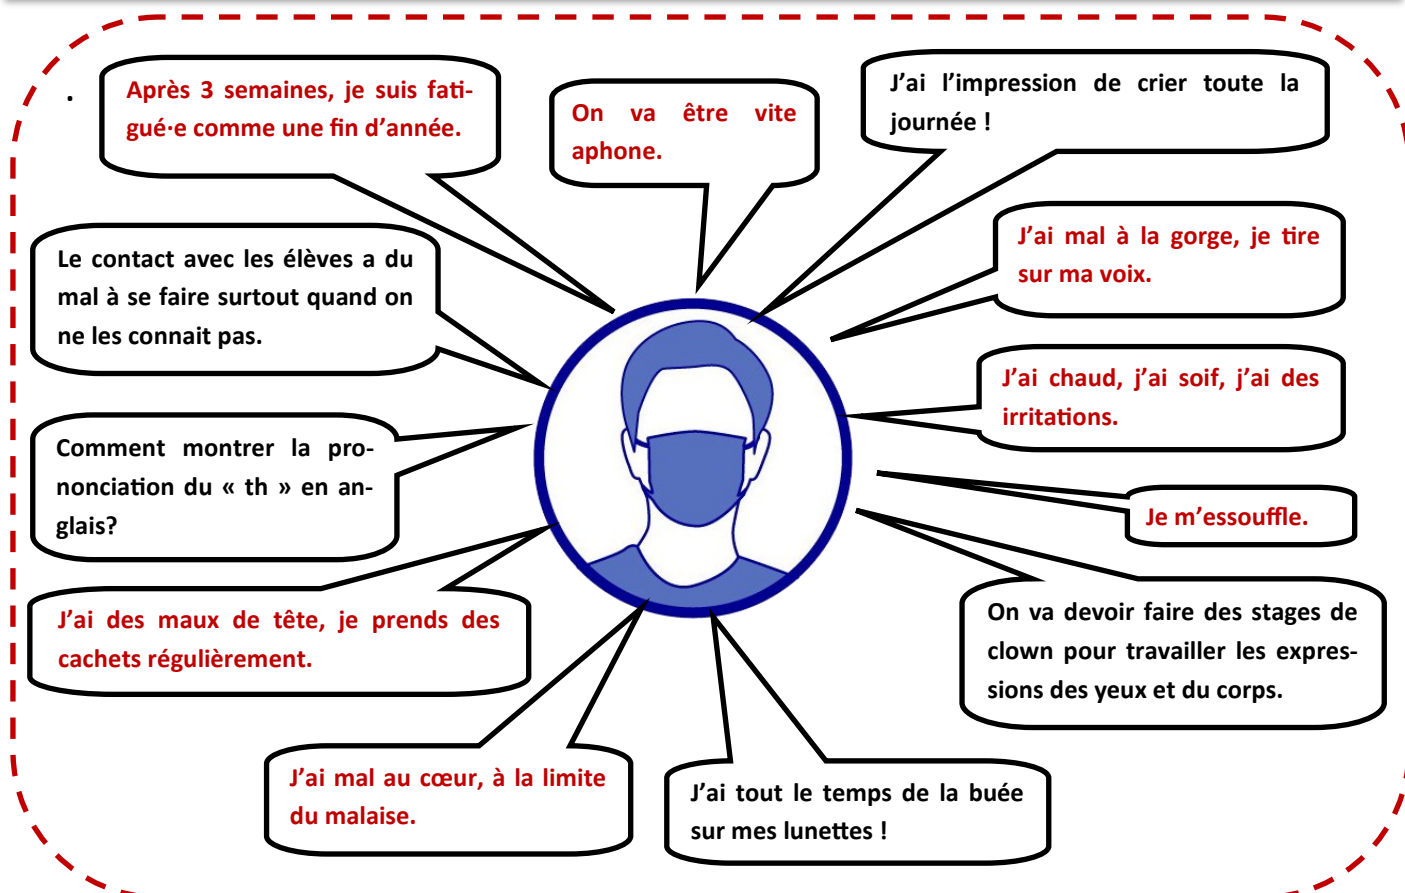 .
Après 3 semaines, je suis fati-
gué·e comme une fin d’année.
On va être vite
aphone.
J’ai l’impression de crier toute la
journée !
Le contact avec les élèves a du
mal à se faire surtout quand on
ne les connait pas.
J’ai mal à la gorge, je tire
sur ma voix.
J’ai chaud, j’ai soif, j’ai des
irritations.
Comment montrer la pro-
nonciation du « th » en an-
glais?
Je m’essouffle.
J’ai des maux de tête, je prends des
cachets régulièrement.
On va devoir faire des stages de
clown pour travailler les expres-
sions des yeux et du corps.
J’ai mal au cœur, à la limite
du malaise.
J’ai tout le temps de la buée
sur mes lunettes !